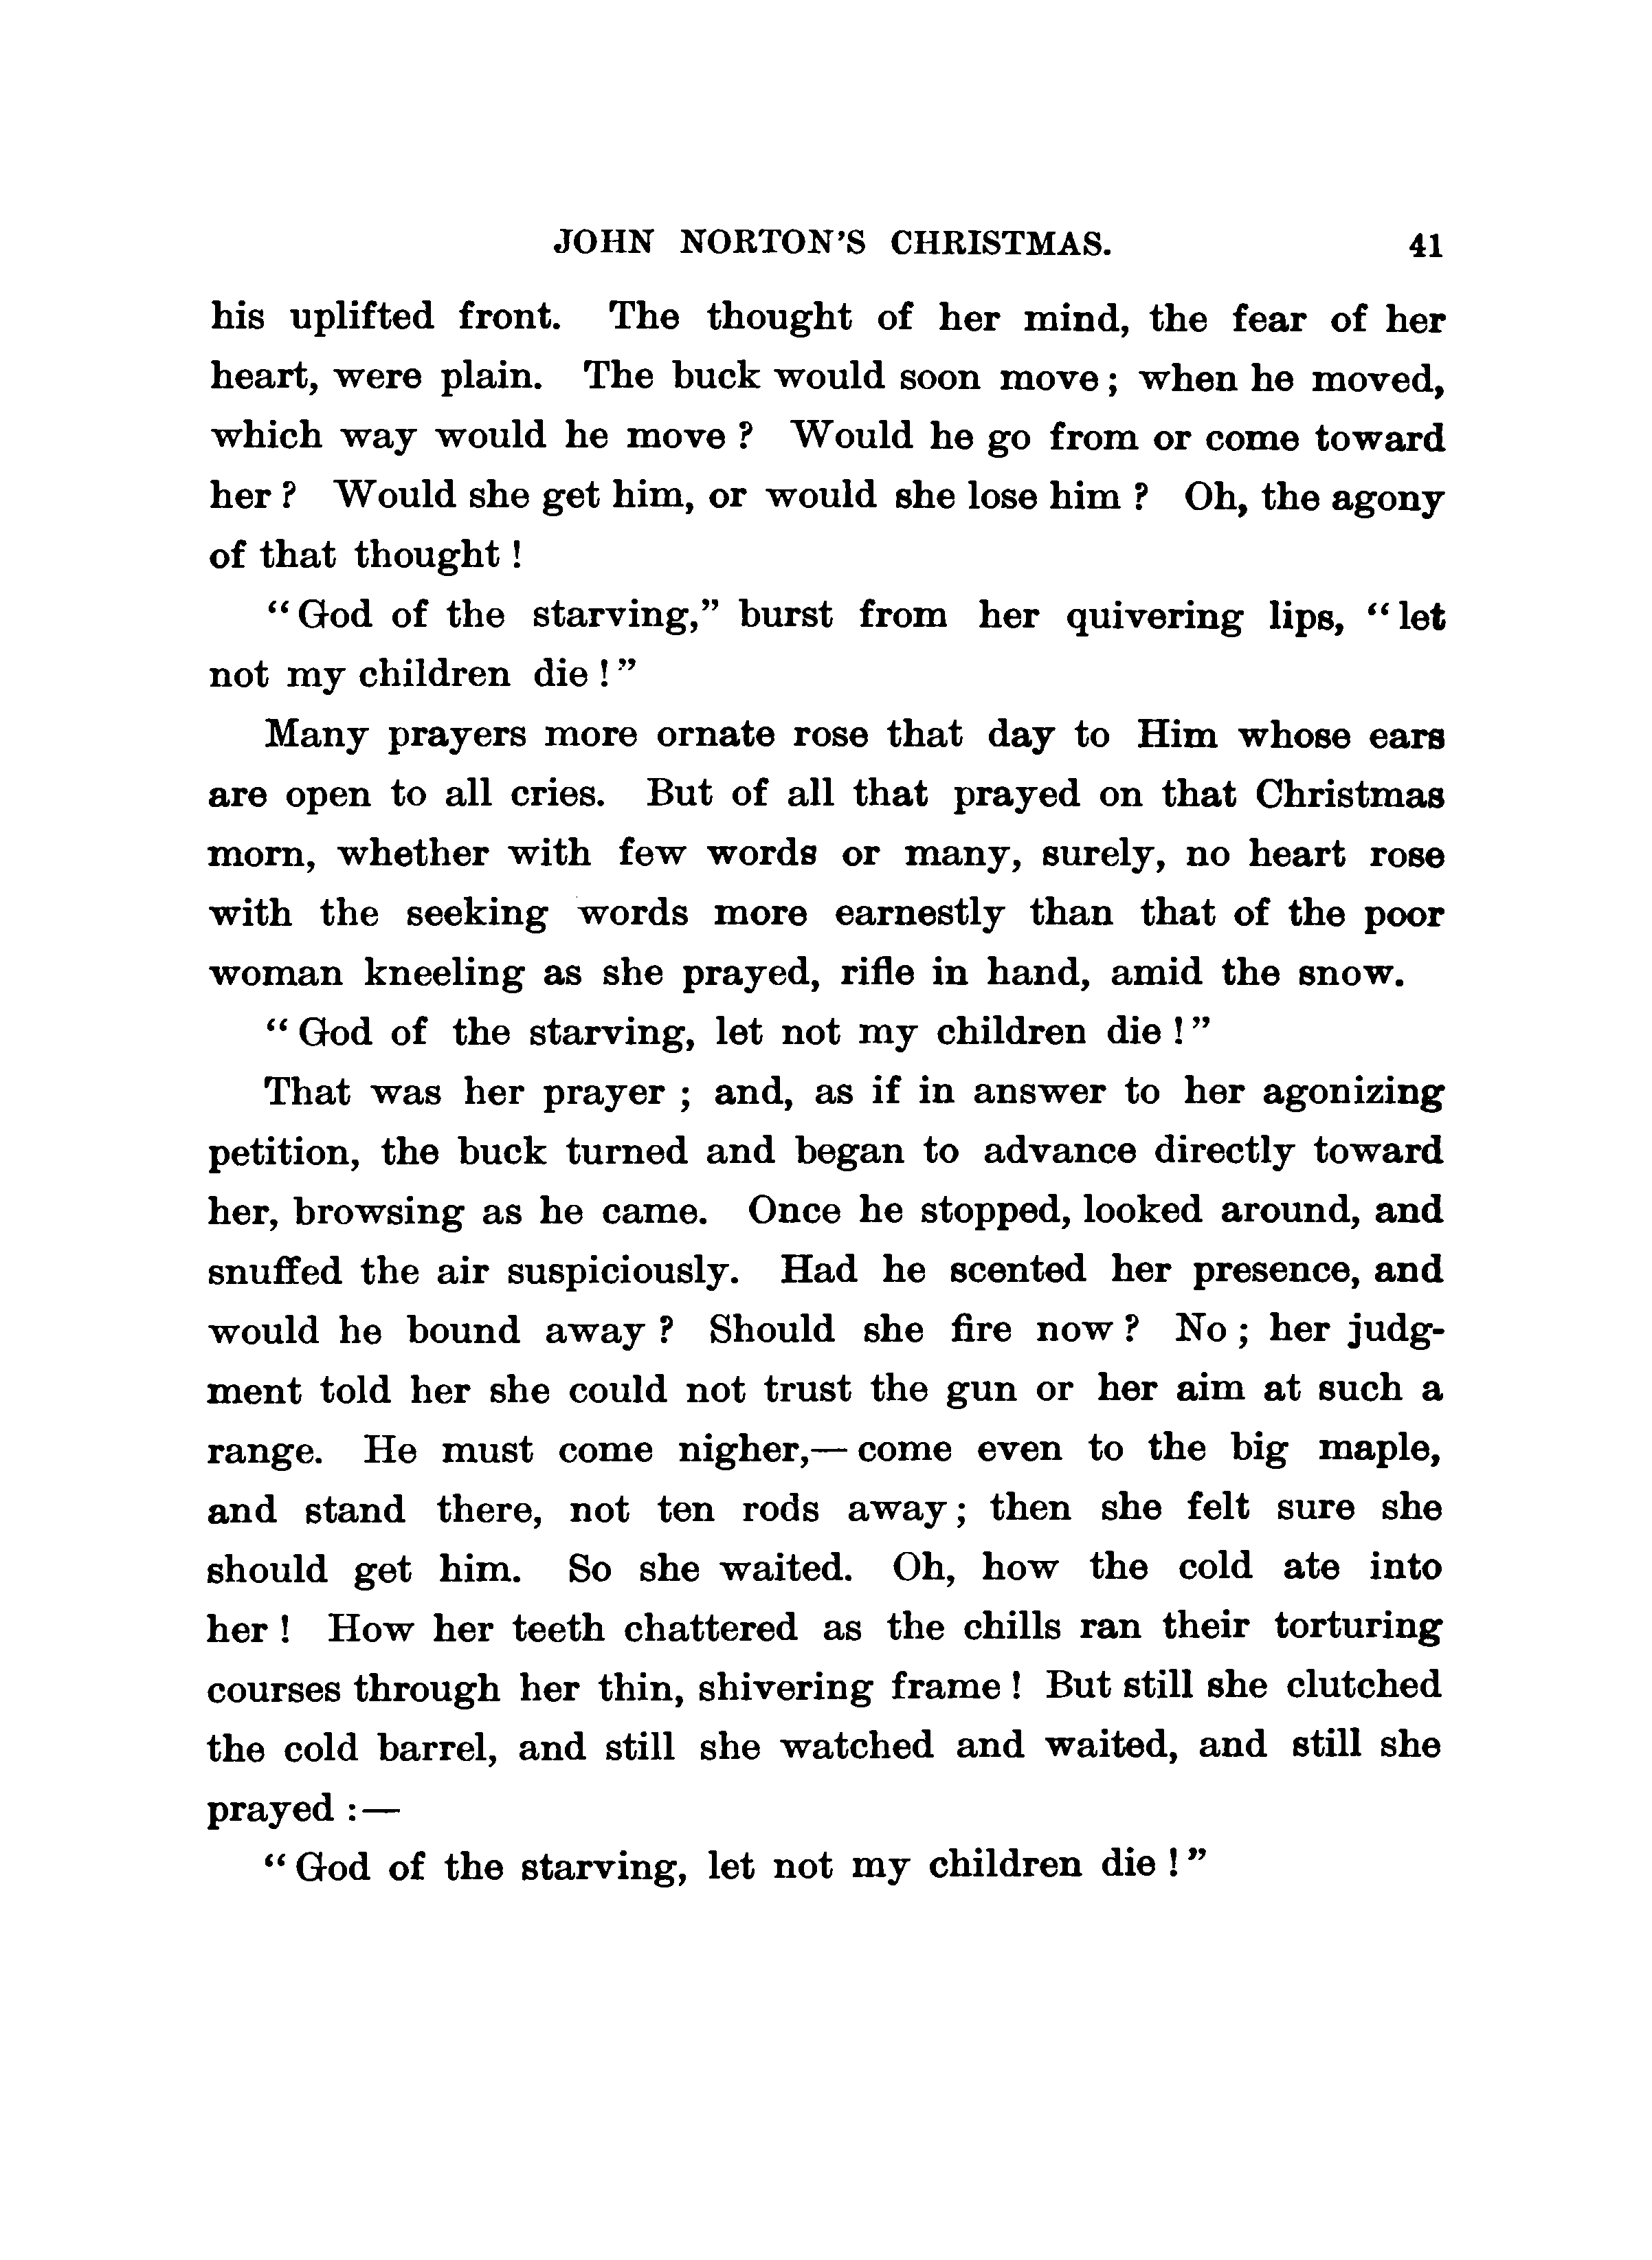 JOHN NORTON'S CHRISTMAS. 41
his uplifted front. The thought of her mind, the fear of her
heart, were plain. The buck would soon move; when he moved,
which way would he move? Would he go from or come toward
her? Would she get him, or would she lose him? Oh, the agony
of that thought!
“God of the starving,” burst from her quivering lips, “let
not my children die!”
Many prayers more ornate rose that day to Him whose ears
are open to all cries. But of all that prayed on that Christmas
morn, whether with few words or many, surely, no heart rose
with the seeking words more earnestly than that of the poor
woman kneeling as she prayed, rifle in hand, amid the snow.
“God of the starving, let not my children die!”
That was her prayer; and, as if in answer to her agonizing
petition, the buck turned and began to advance directly toward
her, browsing as he came. Once he stopped, looked around, and
snuffed the air suspiciously. Had he scented her presence, and
would he bound away? Should she fire now? No; her judg-
ment told her she could not trust the gun or her aim at such a
range. He must come nigher,—come even to the big maple,
and stand there, not ten rods away; then she felt sure she
should get him. So she waited. Oh, how the cold ate into
her! How her teeth chattered as the chills ran their torturing
courses through her thin, shivering frame! But still she clutched
the cold barrel, and still she watched and waited, and still she
prayed:—
“God of the starving, let not my children die!”